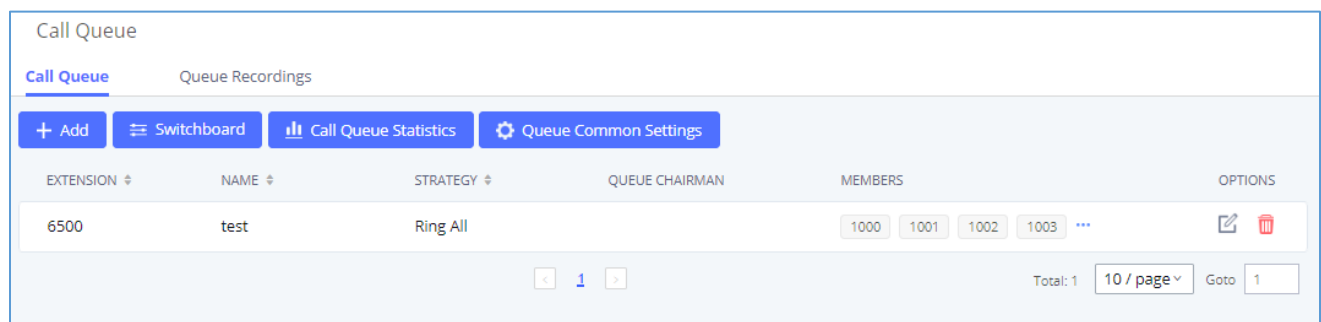 Call Queue
Call Queue Queue Recordings
+ Add Switchboard Call Queue Statistics Queue Common Settings
EXTENSION NAME STRATEGY QUEUE CHAIRMAN MEMBERS OPTIONS
6500 test Ring All 1000 1001 1002 1003 ...
< 1 > Total: 1 10 / page Goto 1